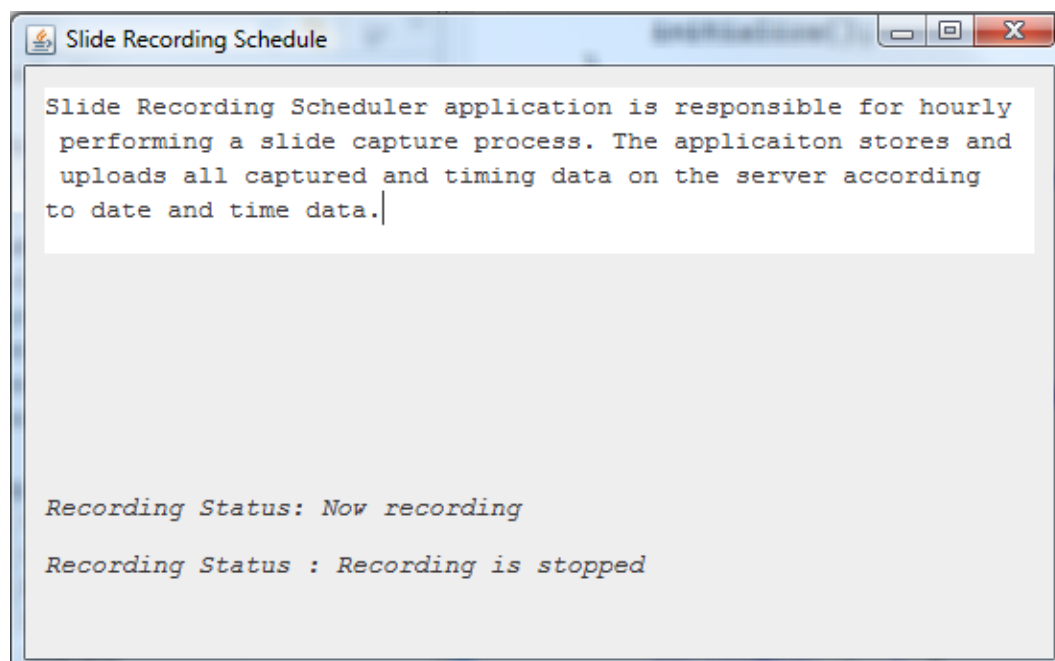 Slide Recording Schedule
Slide Recording Scheduler application is responsible for hourly
performing a slide capture process. The applicaiton stores and
uploads all captured and timing data on the server according
to date and time data.
Recording Status: Now recording
Recording Status : Recording is stopped